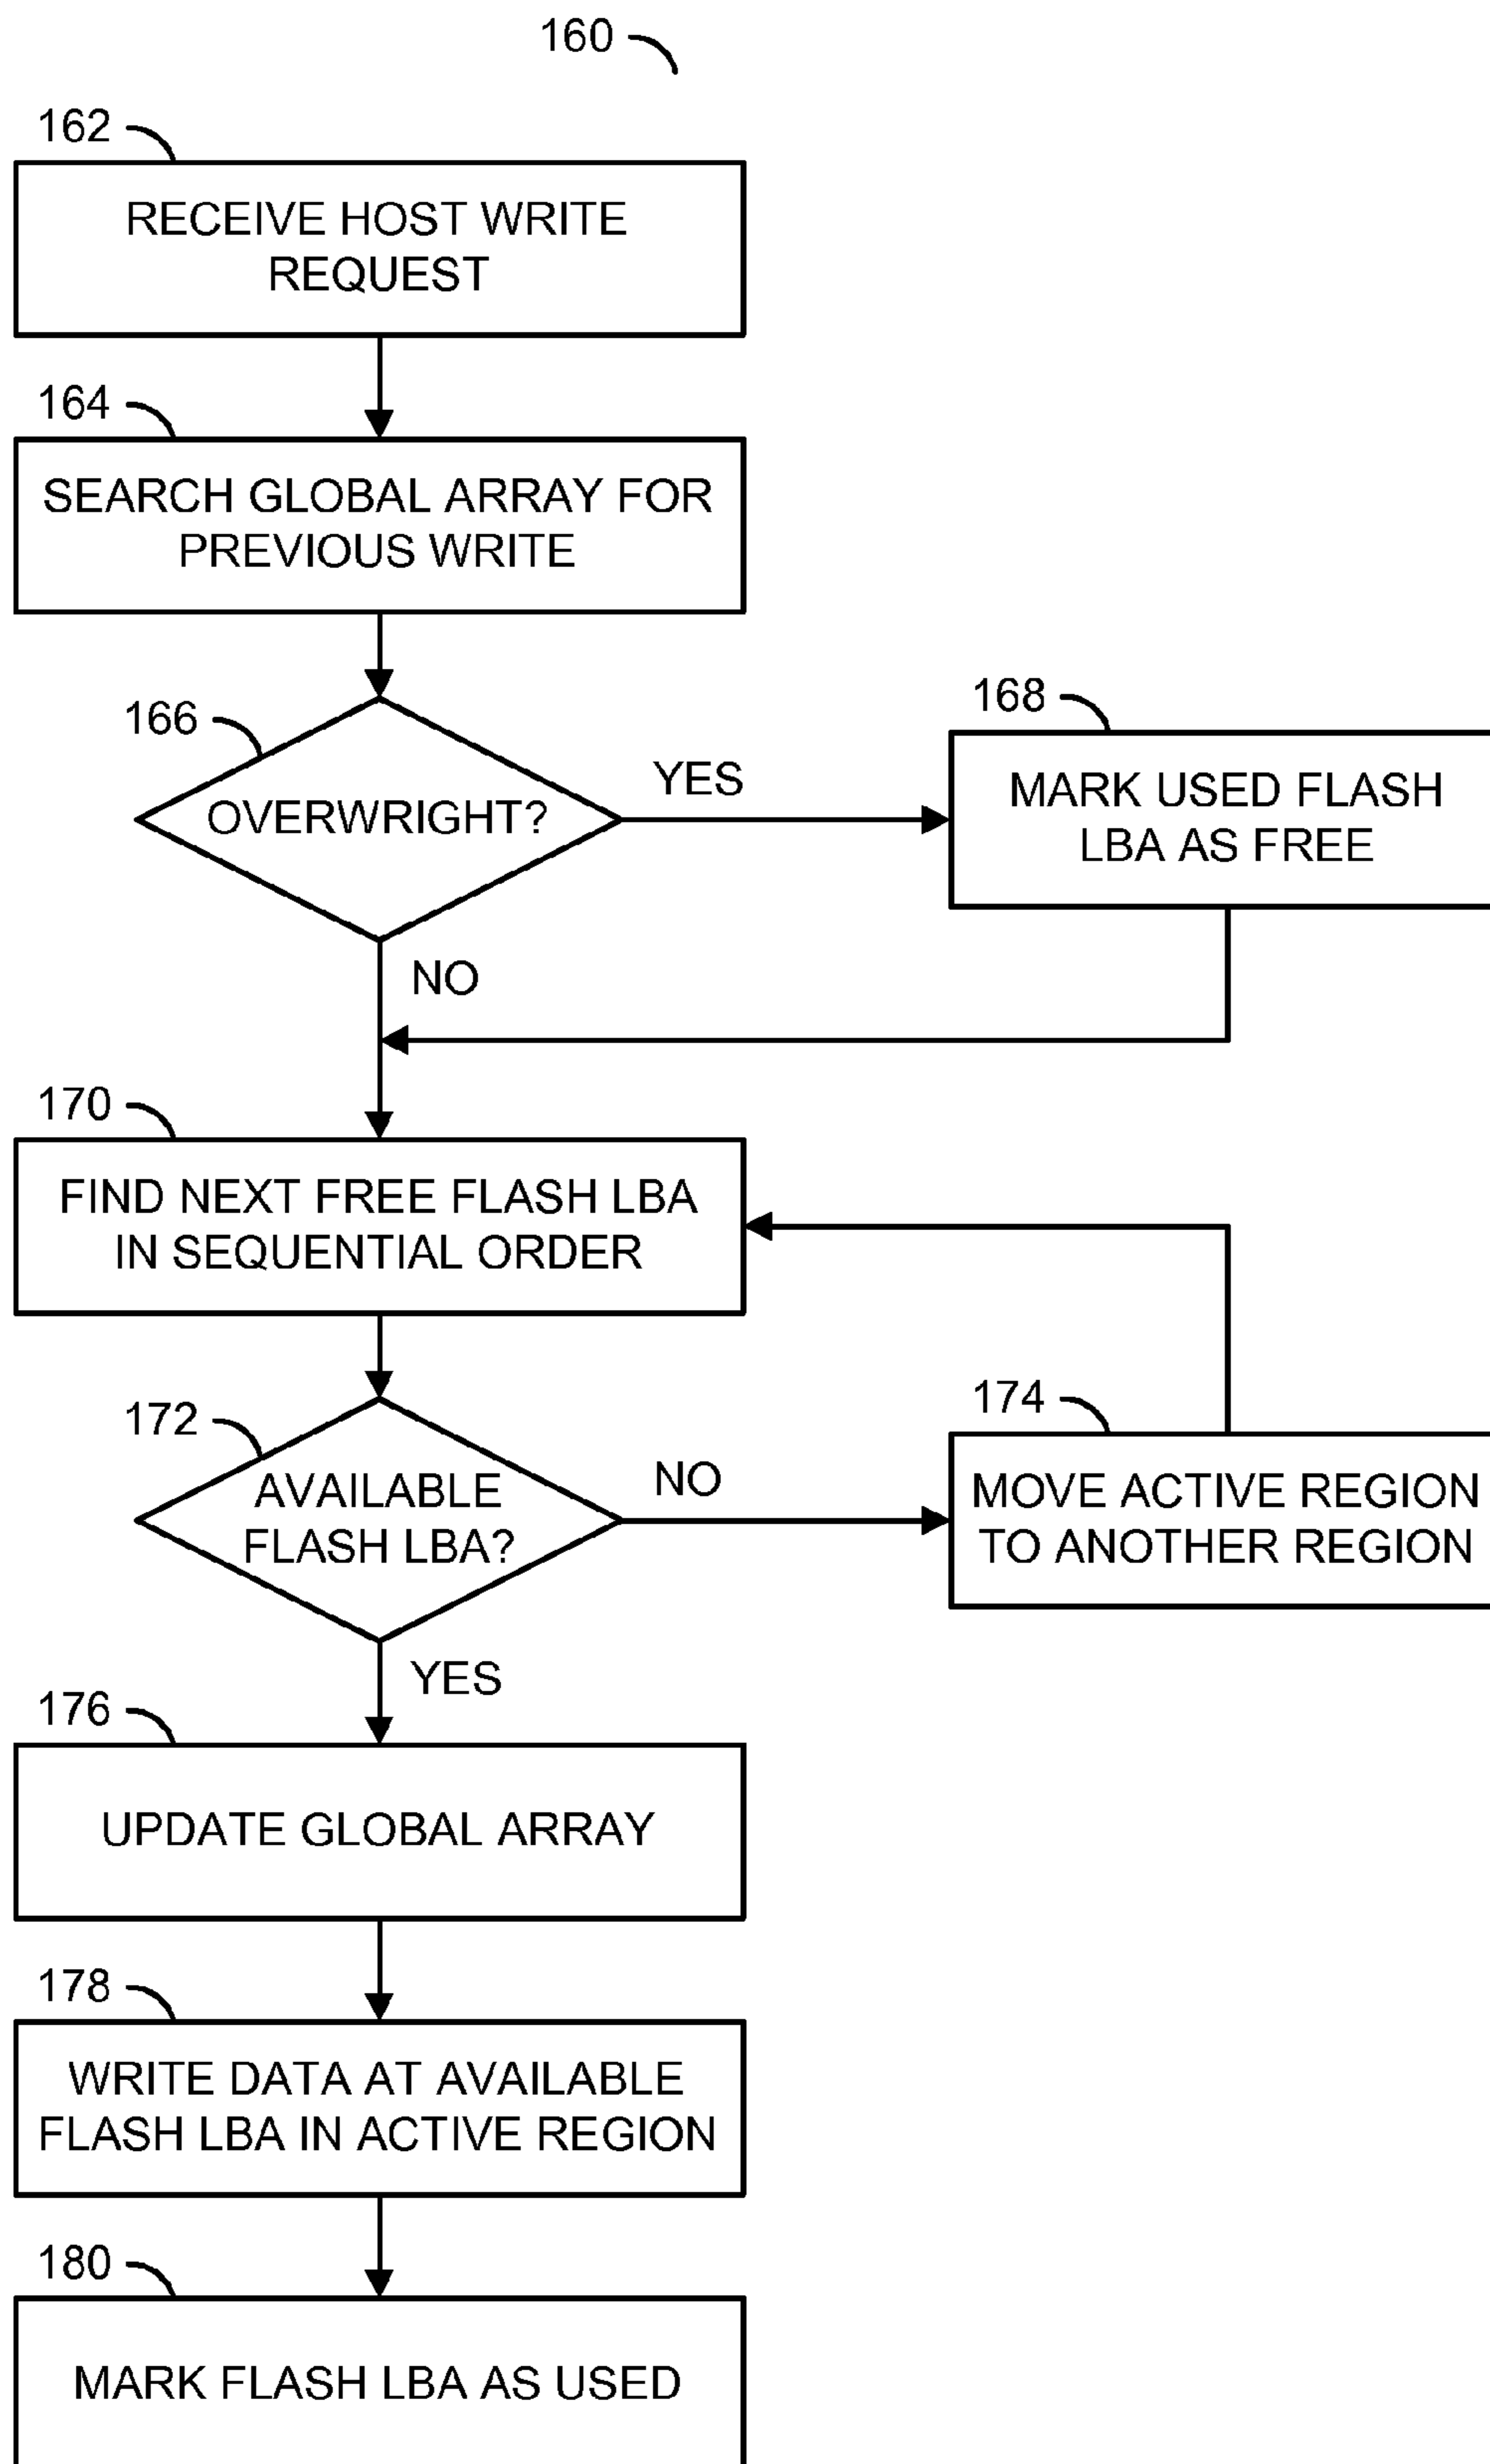 160
162
RECEIVE HOST WRITE
REQUEST
164
SEARCH GLOBAL ARRAY FOR
PREVIOUS WRITE
166
OVERWRIGHT?
YES
168
MARK USED FLASH
LBA AS FREE
NO
170
FIND NEXT FREE FLASH LBA
IN SEQUENTIAL ORDER
172
AVAILABLE
FLASH LBA?
NO
174
MOVE ACTIVE REGION
TO ANOTHER REGION
YES
176
UPDATE GLOBAL ARRAY
178
WRITE DATA AT AVAILABLE
FLASH LBA IN ACTIVE REGION
180
MARK FLASH LBA AS USED